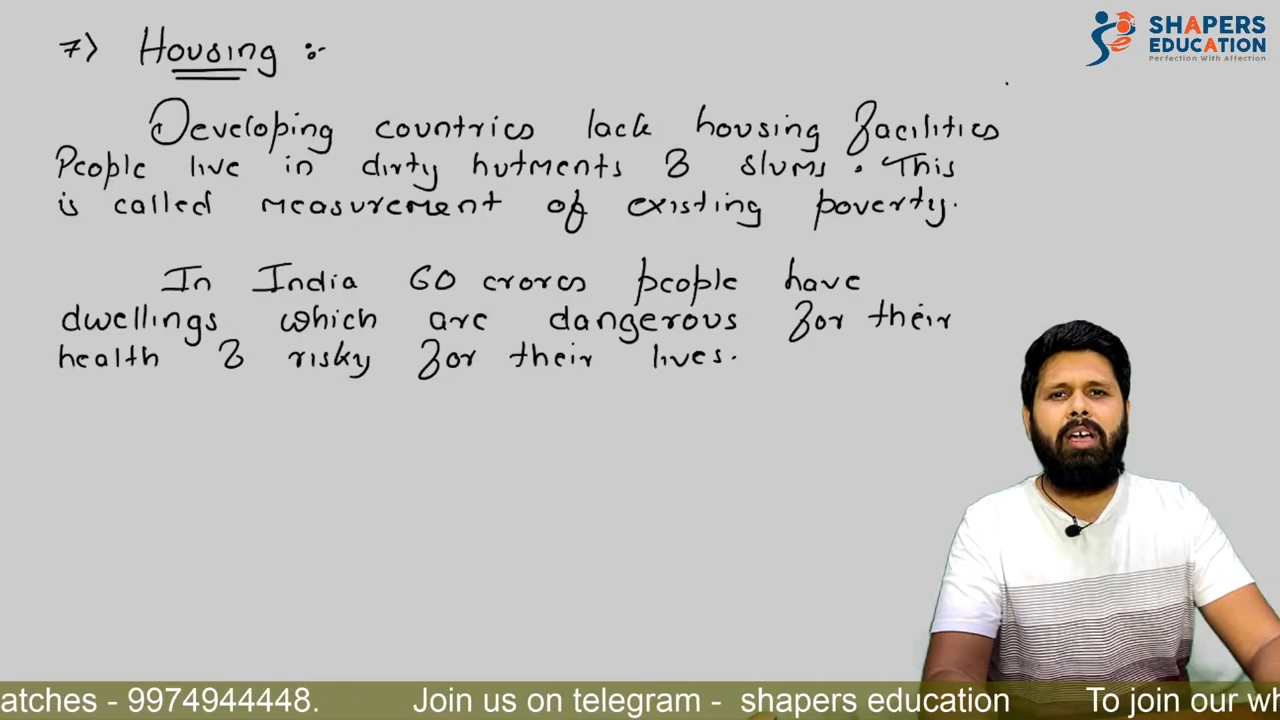 7) Housing :-
SHAPERS
EDUCATION
Perfection With Affection
Developing countries lack housing facilities
People live in dirty hutments & slums. This
is called measurement of existing poverty.
In India 60 crores people have
dwellings which are dangerous for their
health & risky for their lives.
atches - 9974944448. Join us on telegram - shapers education To join our wh